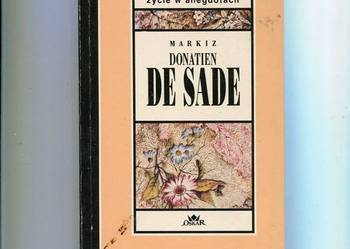 życie w anegdotach
MARKIZ
DONATIEN
DE SADE
OSKAR